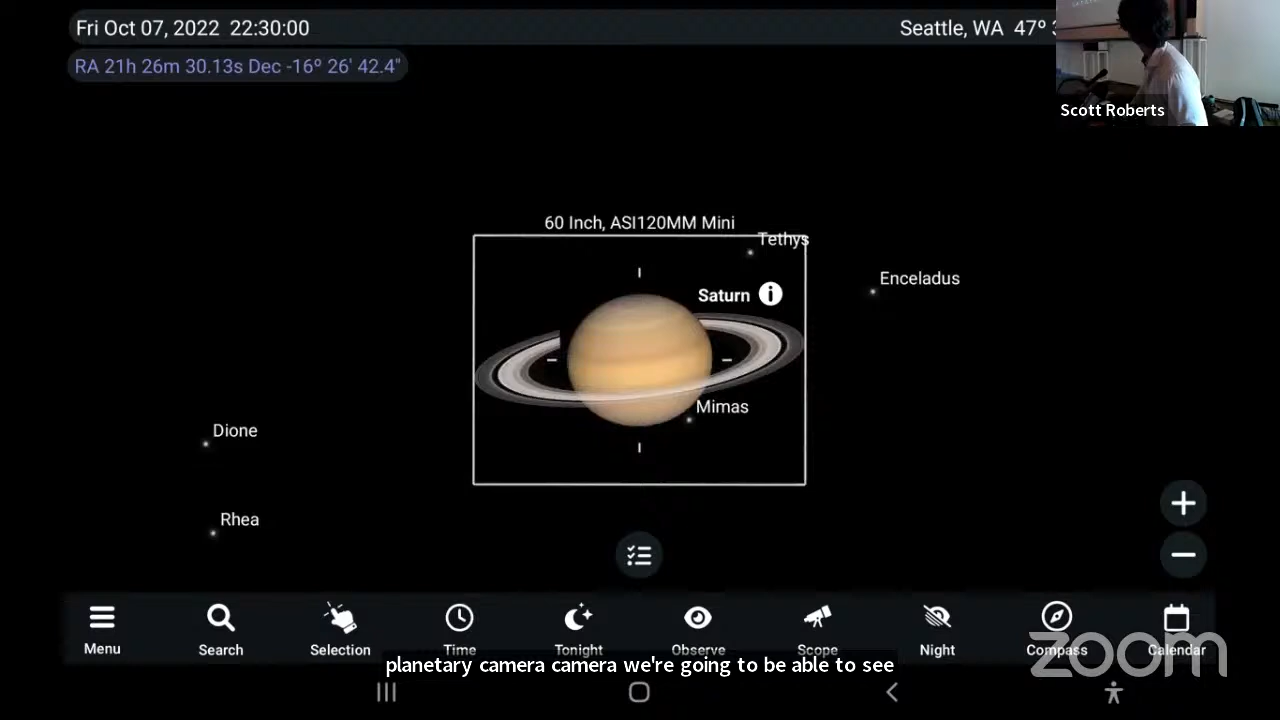 Fri Oct 07, 2022 22:30:00
Seattle, WA 47º
RA 21h 26m 30.13s Dec -16º 26' 42.4"
Scott Roberts
60 Inch, ASI120MM Mini
Tethys
Enceladus
Saturn
Mimas
Dione
Rhea
Menu
Search
Selection
Time
Tonight
Observe
Scope
Night
Compass
Calendar
planetary camera camera we're going to be able to see
zoom